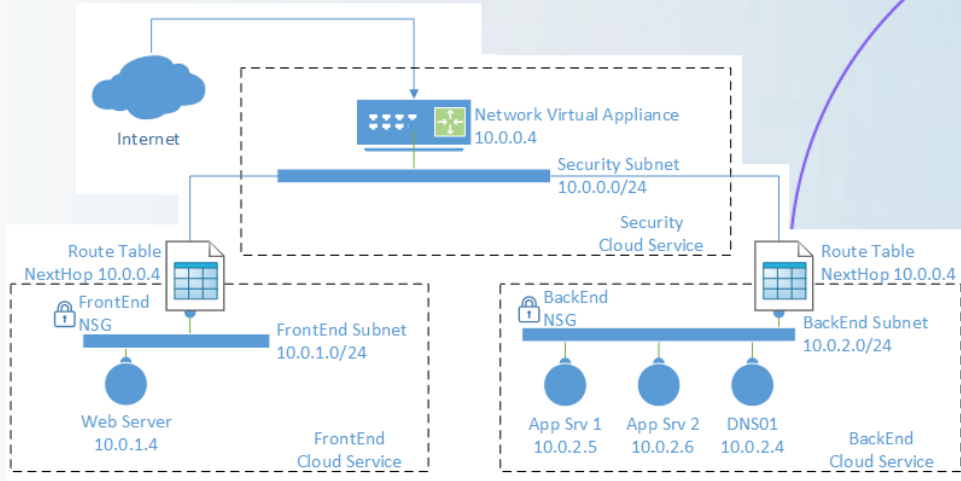 Internet
Network Virtual Appliance
10.0.0.4
Security Subnet
10.0.0.0/24
Security
Cloud Service
Route Table
NextHop 10.0.0.4
Route Table
NextHop 10.0.0.4
FrontEnd
NSG
FrontEnd Subnet
10.0.1.0/24
Web Server
10.0.1.4
FrontEnd
Cloud Service
BackEnd
NSG
BackEnd Subnet
10.0.2.0/24
App Srv 1
10.0.2.5
App Srv 2
10.0.2.6
DNS01
10.0.2.4
BackEnd
Cloud Service